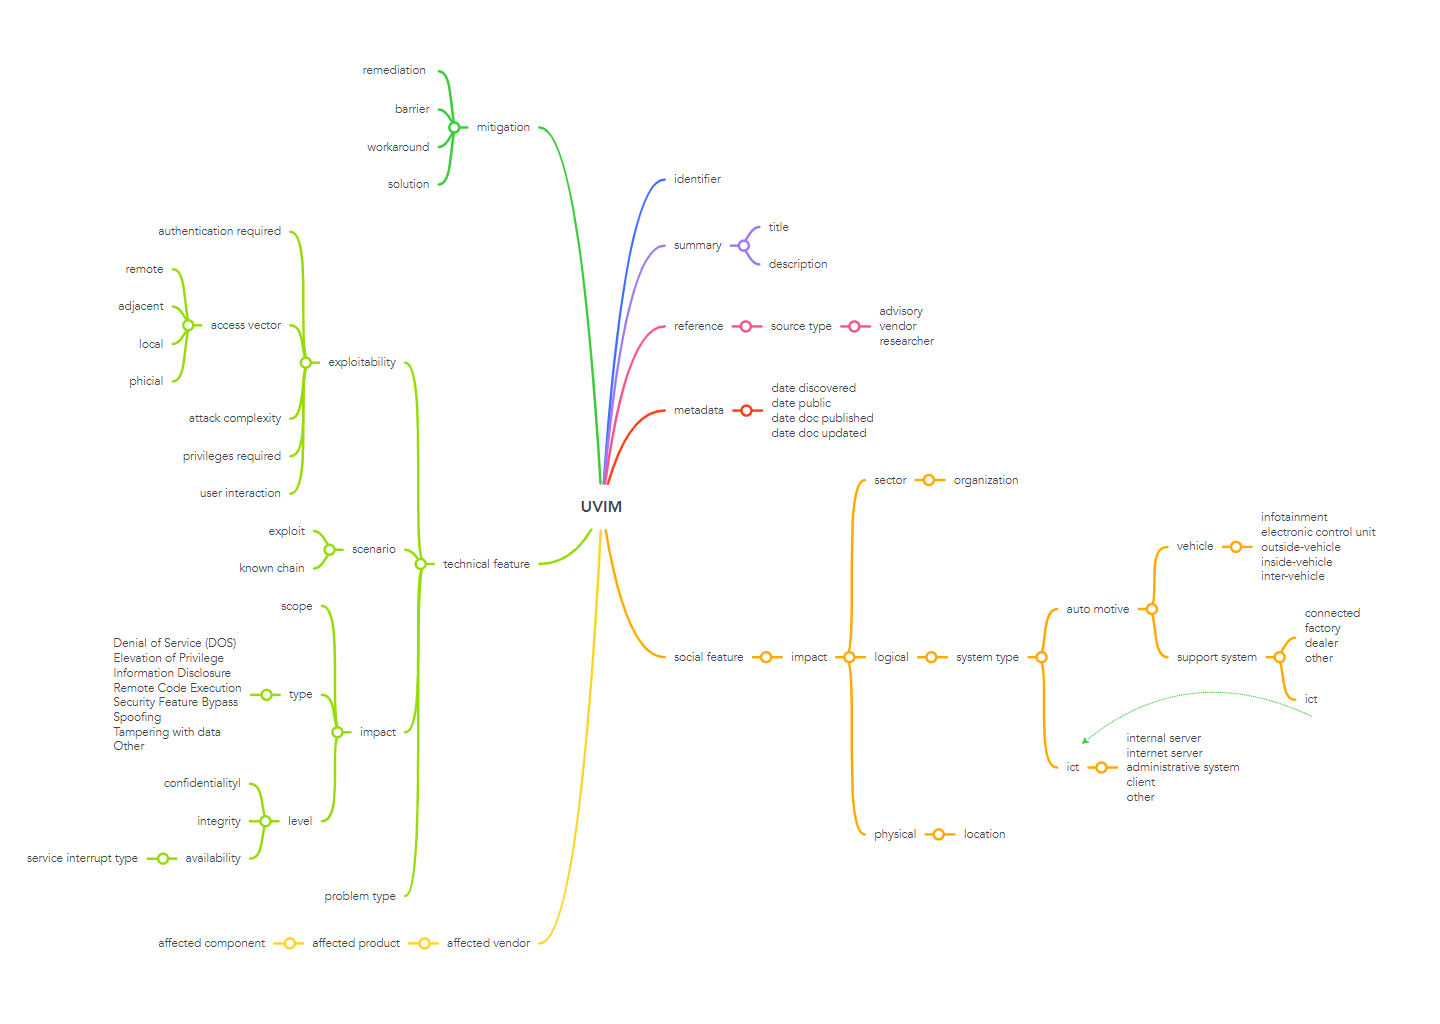 remediation
barrier
mitigation
workaround
solution
identifier
summary
title
description
reference
source type
advisory
vendor
researcher
metadata
date discovered
date public
date doc published
date doc updated
authentication required
remote
adjacent
access vector
local
phicial
exploitability
attack complexity
privileges required
user interaction
UVIM
exploit
scenario
known chain
technical feature
scope
Denial of Service (DOS)
Elevation of Privilege
Information Disclosure
Remote Code Execution
Security Feature Bypass
Spoofing
Tampering with data
Other
type
impact
confidentialityl
integrity
level
service interrupt type
availability
problem type
affected component
affected product
affected vendor
sector
organization
social feature
impact
logical
system type
auto motive
vehicle
infotainment
electronic control unit
outside-vehicle
inside-vehicle
inter-vehicle
support system
connected
factory
dealer
other
ict
ict
internal server
internet server
administrative system
client
other
physical
location